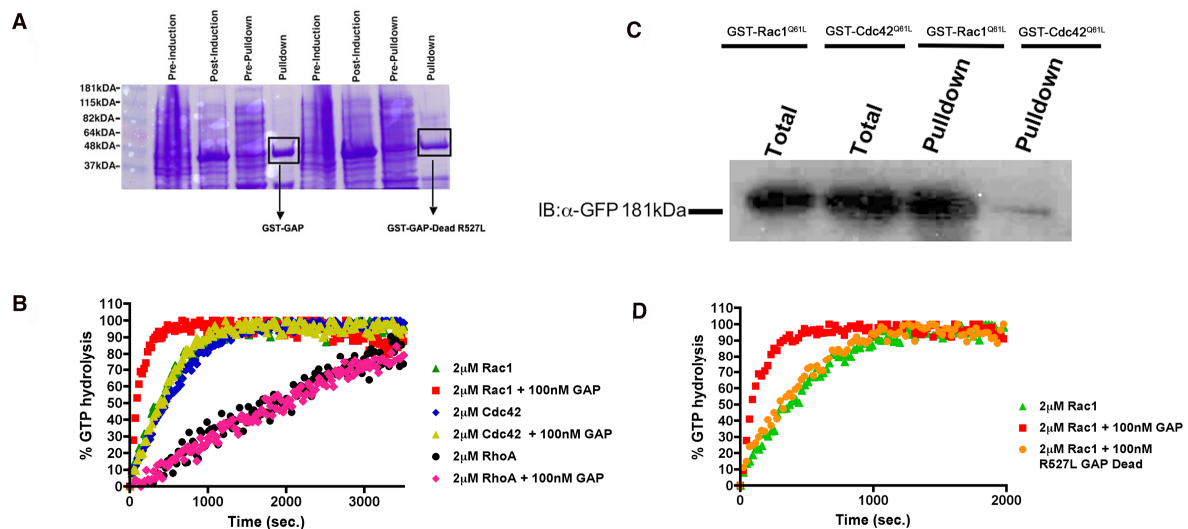 A
Pre-induction
Post-Induction
Pre-Pulldown
Pulldown
Pre-Induction
Post-Induction
Pre-Pulldown
Pulldown
181kDA
115kDA
82kDA
64kDA
48kDA
37kDA
GST-GAP
GST-GAP-Dead R527L
C
GST-Rac1Q61L
GST-Cdc42Q61L
GST-Rac1Q61L
GST-Cdc42Q61L
Total
Total
Pulldown
Pulldown
IB:α-GFP 181kDa
B
% GTP hydrolysis
110
100
90
80
70
60
50
40
30
20
10
0
0
1000
2000
3000
Time (sec.)
2μM Rac1
2μM Rac1 + 100nM GAP
2μM Cdc42
2μM Cdc42 + 100nM GAP
2μM RhoA
2μM RhoA + 100nM GAP
D
% GTP hydrolysis
110
100
90
80
70
60
50
40
30
20
10
0
0
1000
2000
Time (sec.)
2μM Rac1
2μM Rac1 + 100nM GAP
2μM Rac1 + 100nM
R527L GAP Dead